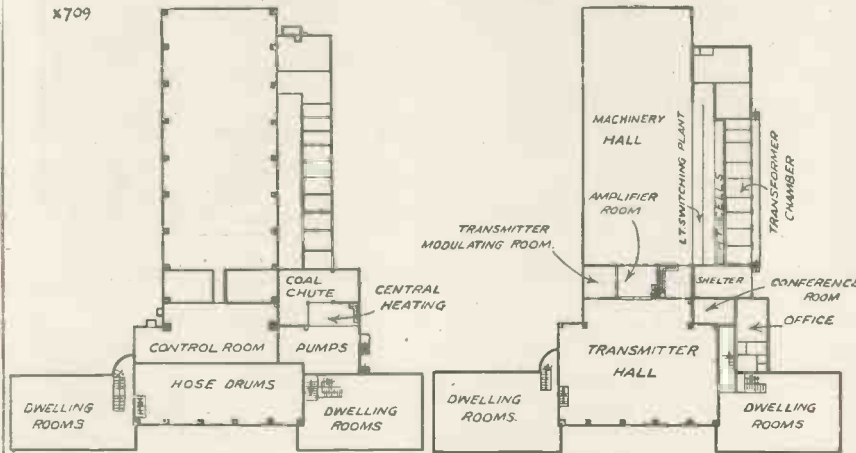 x709
COAL
CHUTE
CENTRAL
HEATING
CONTROL ROOM
PUMPS
HOSE DRUMS
DWELLING
ROOMS
DWELLING
ROOMS
MACHINERY
HALL
AMPLIFIER
ROOM
TRANSMITTER
MODULATING ROOM.
L.T. SWITCHING PLANT
CELLS
TRANSFORMER
CHAMBER
SHELTER
CONFERENCE
ROOM
OFFICE
TRANSMITTER
HALL
DWELLING
ROOMS.
DWELLING
ROOMS